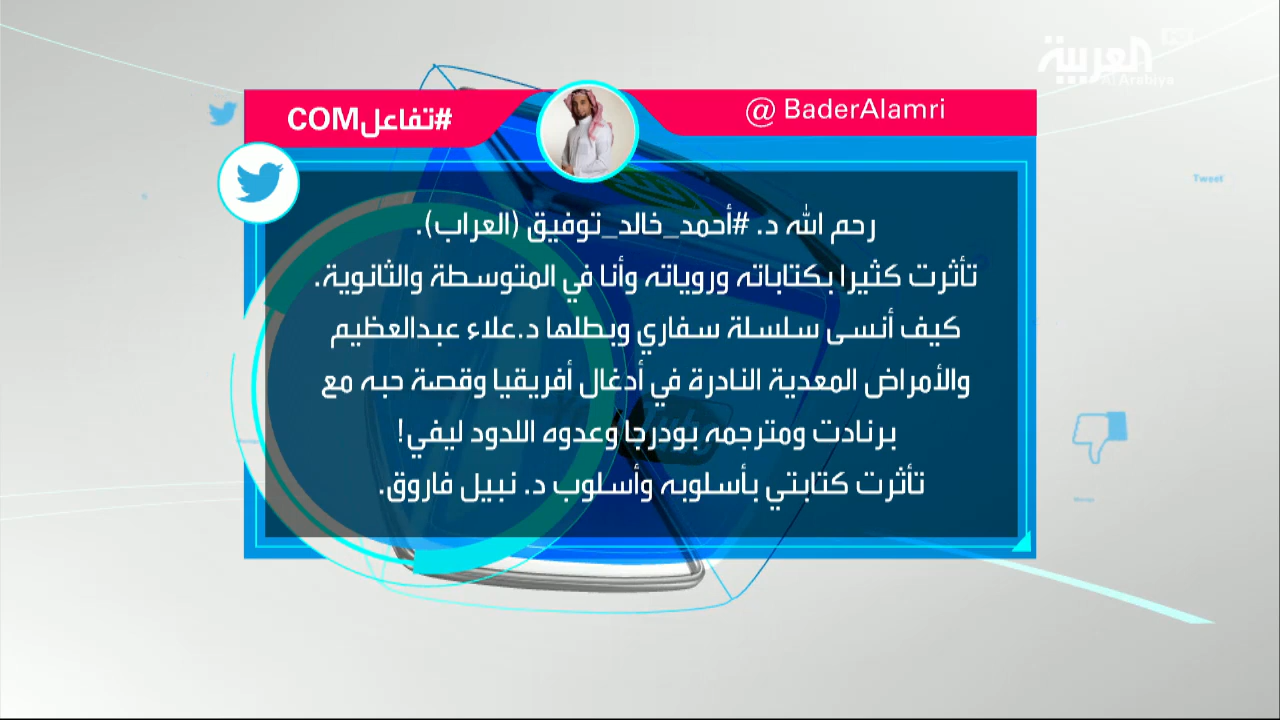 العربية
Al Arabiya
@ BaderAlamri
#تفاعلCOM
Tweet
رحم الله د. #أحمد_خالد_توفيق (العراب).
تأثرت كثيرا بكتاباته ورواياته وأنا في المتوسطة والثانوية.
كيف أنسى سلسلة سفاري وبطلها د.علاء عبدالعظيم
والأمراض المعدية النادرة في أدغال أفريقيا وقصة حبه مع
برنادت ومترجمه بودرجا وعدوه اللدود ليفي!
تأثرت كتابتي بأسلوبه وأسلوب د. نبيل فاروق.